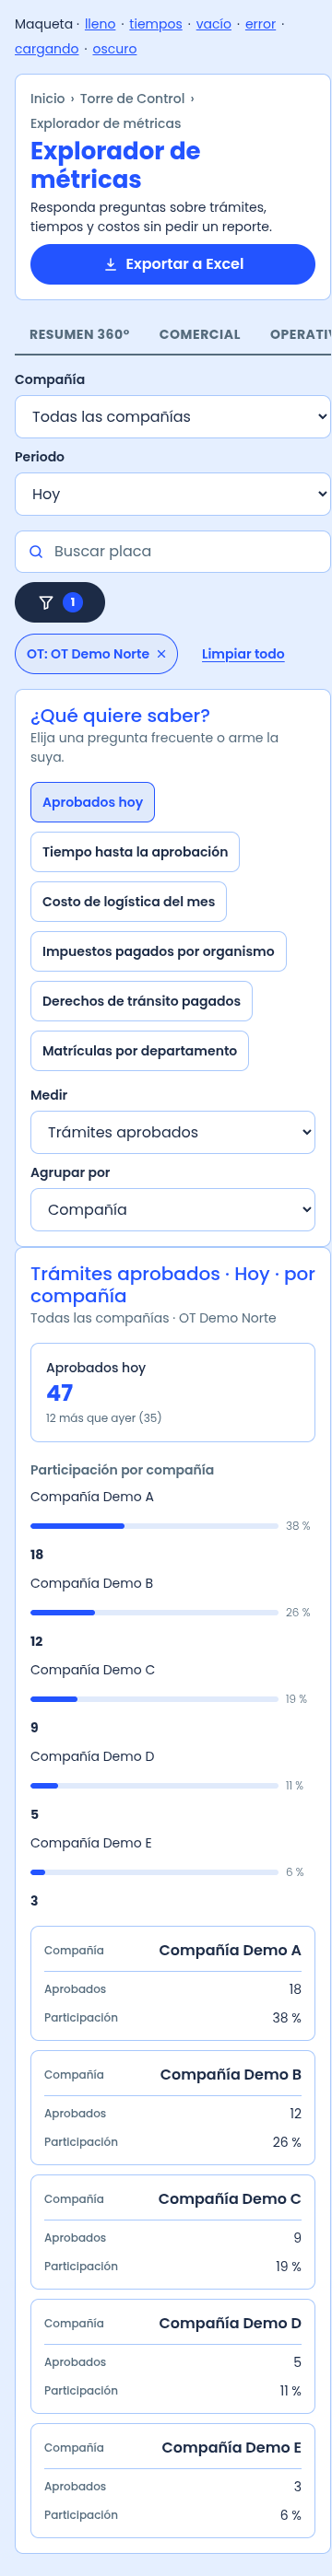 Maqueta · lleno · tiempos · vacío · error ·
cargando · oscuro
Inicio › Torre de Control ›
Explorador de métricas
Explorador de
métricas
Responda preguntas sobre trámites,
tiempos y costos sin pedir un reporte.
Exportar a Excel
RESUMEN 360° COMERCIAL OPERATIV
Compañía
Todas las compañías
Periodo
Hoy
Buscar placa
1
OT: OT Demo Norte × Limpiar todo
¿Qué quiere saber?
Elija una pregunta frecuente o arme la
suya.
Aprobados hoy
Tiempo hasta la aprobación
Costo de logística del mes
Impuestos pagados por organismo
Derechos de tránsito pagados
Matrículas por departamento
Medir
Trámites aprobados
Agrupar por
Compañía
Trámites aprobados · Hoy · por
compañía
Todas las compañías · OT Demo Norte
Aprobados hoy
47
12 más que ayer (35)
Participación por compañía
Compañía Demo A
38 %
18
Compañía Demo B
26 %
12
Compañía Demo C
19 %
9
Compañía Demo D
11 %
5
Compañía Demo E
6 %
3
Compañía Compañía Demo A
Aprobados 18
Participación 38 %
Compañía Compañía Demo B
Aprobados 12
Participación 26 %
Compañía Compañía Demo C
Aprobados 9
Participación 19 %
Compañía Compañía Demo D
Aprobados 5
Participación 11 %
Compañía Compañía Demo E
Aprobados 3
Participación 6 %